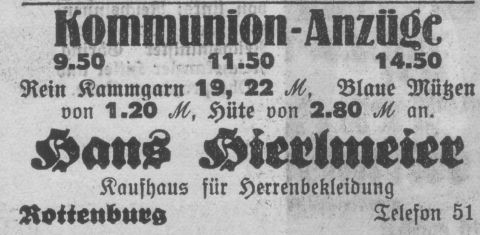 Kommunion-Anzüge
9.50 11.50 14.50
Rein Kammgarn 19, 22 ℳ, Blaue Mützen
von 1.20 ℳ, Hüte von 2.80 ℳ an.
Hans Hierlmeier
Kaufhaus für Herrenbekleidung
Rottenburg Telefon 51